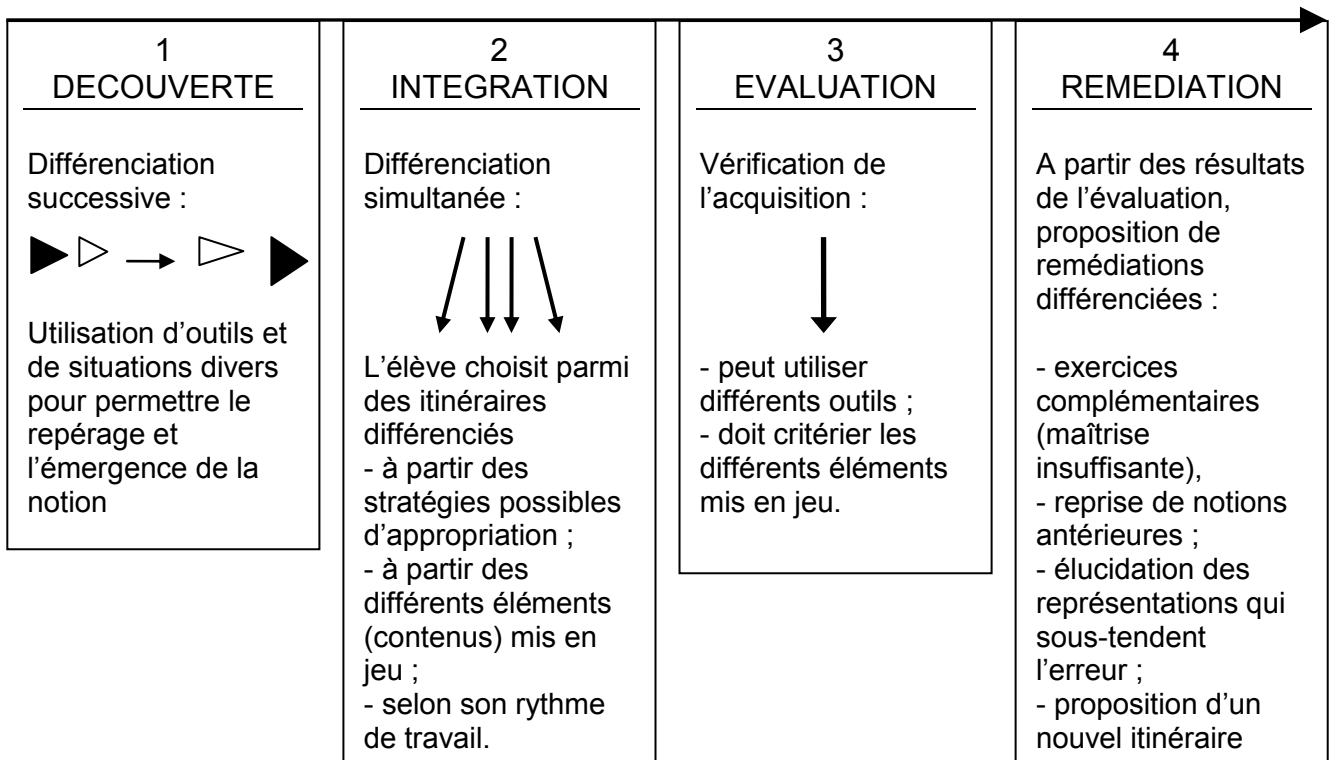 1
DECOUVERTE
Différenciation
successive :
Utilisation d’outils et
de situations divers
pour permettre le
repérage et
l’émergence de la
notion
2
INTEGRATION
Différenciation
simultanée :
L’élève choisit parmi
des itinéraires
différenciés
- à partir des
stratégies possibles
d’appropriation ;
- à partir des
différents éléments
(contenus) mis en
jeu ;
- selon son rythme
de travail.
3
EVALUATION
Vérification de
l’acquisition :
- peut utiliser
différents outils ;
- doit critérier les
différents éléments
mis en jeu.
4
REMEDIATION
A partir des résultats
de l’évaluation,
proposition de
remédiations
différenciées :
- exercices
complémentaires
(maîtrise
insuffisante),
- reprise de notions
antérieures ;
- élucidation des
représentations qui
sous-tendent
l’erreur ;
- proposition d’un
nouvel itinéraire